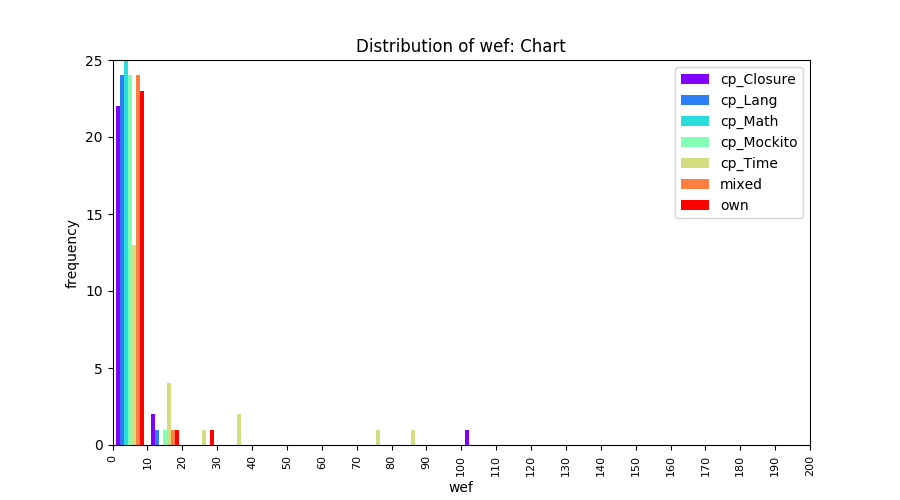 Distribution of wef: Chart
25
20
15
10
5
0
frequency
0 10 20 30 40 50 60 70 80 90 100 110 120 130 140 150 160 170 180 190 200
wef
cp_Closure
cp_Lang
cp_Math
cp_Mockito
cp_Time
mixed
own